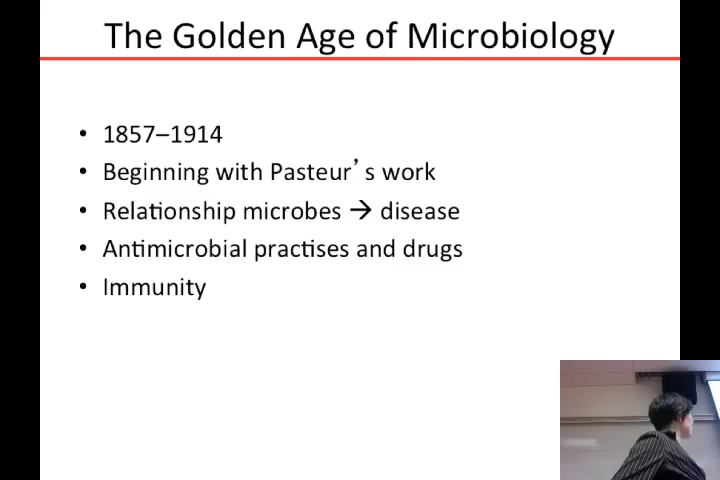 The Golden Age of Microbiology
• 1857–1914
• Beginning with Pasteur's work
• Relationship microbes → disease
• Antimicrobial practises and drugs
• Immunity